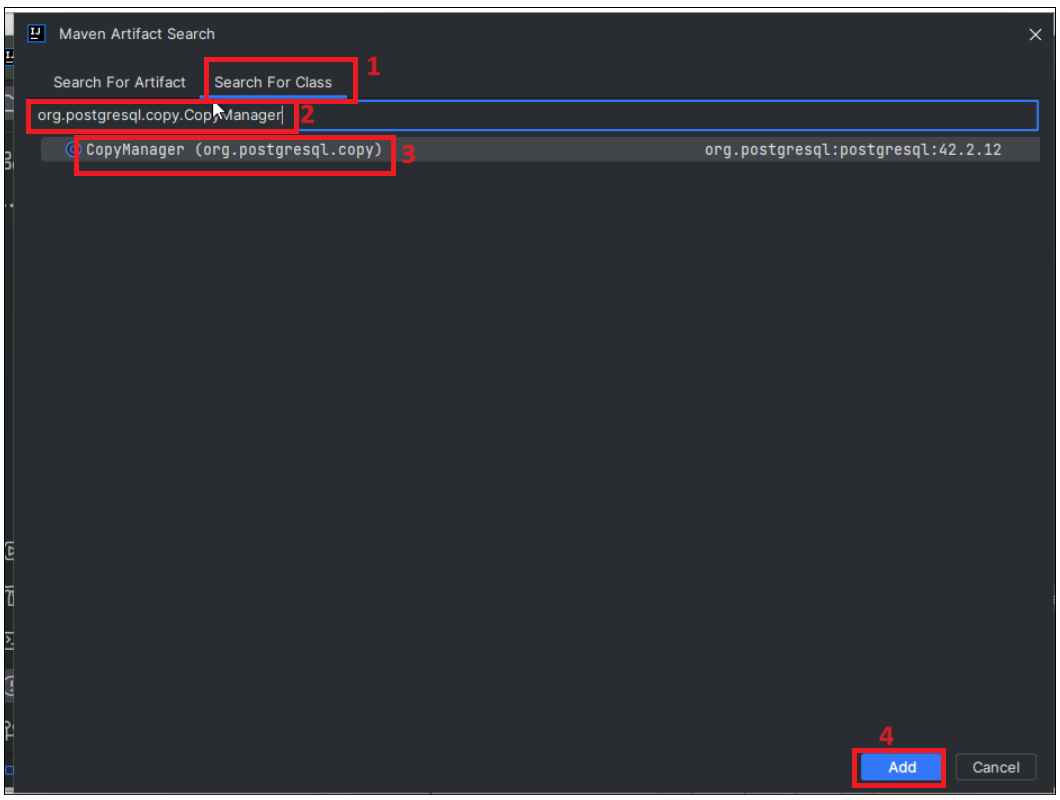 Maven Artifact Search
Search For Artifact Search For Class 1
org.postgresql.copy.CopyManager 2
CopyManager (org.postgresql.copy) 3 org.postgresql:postgresql:42.2.12
4
Add Cancel